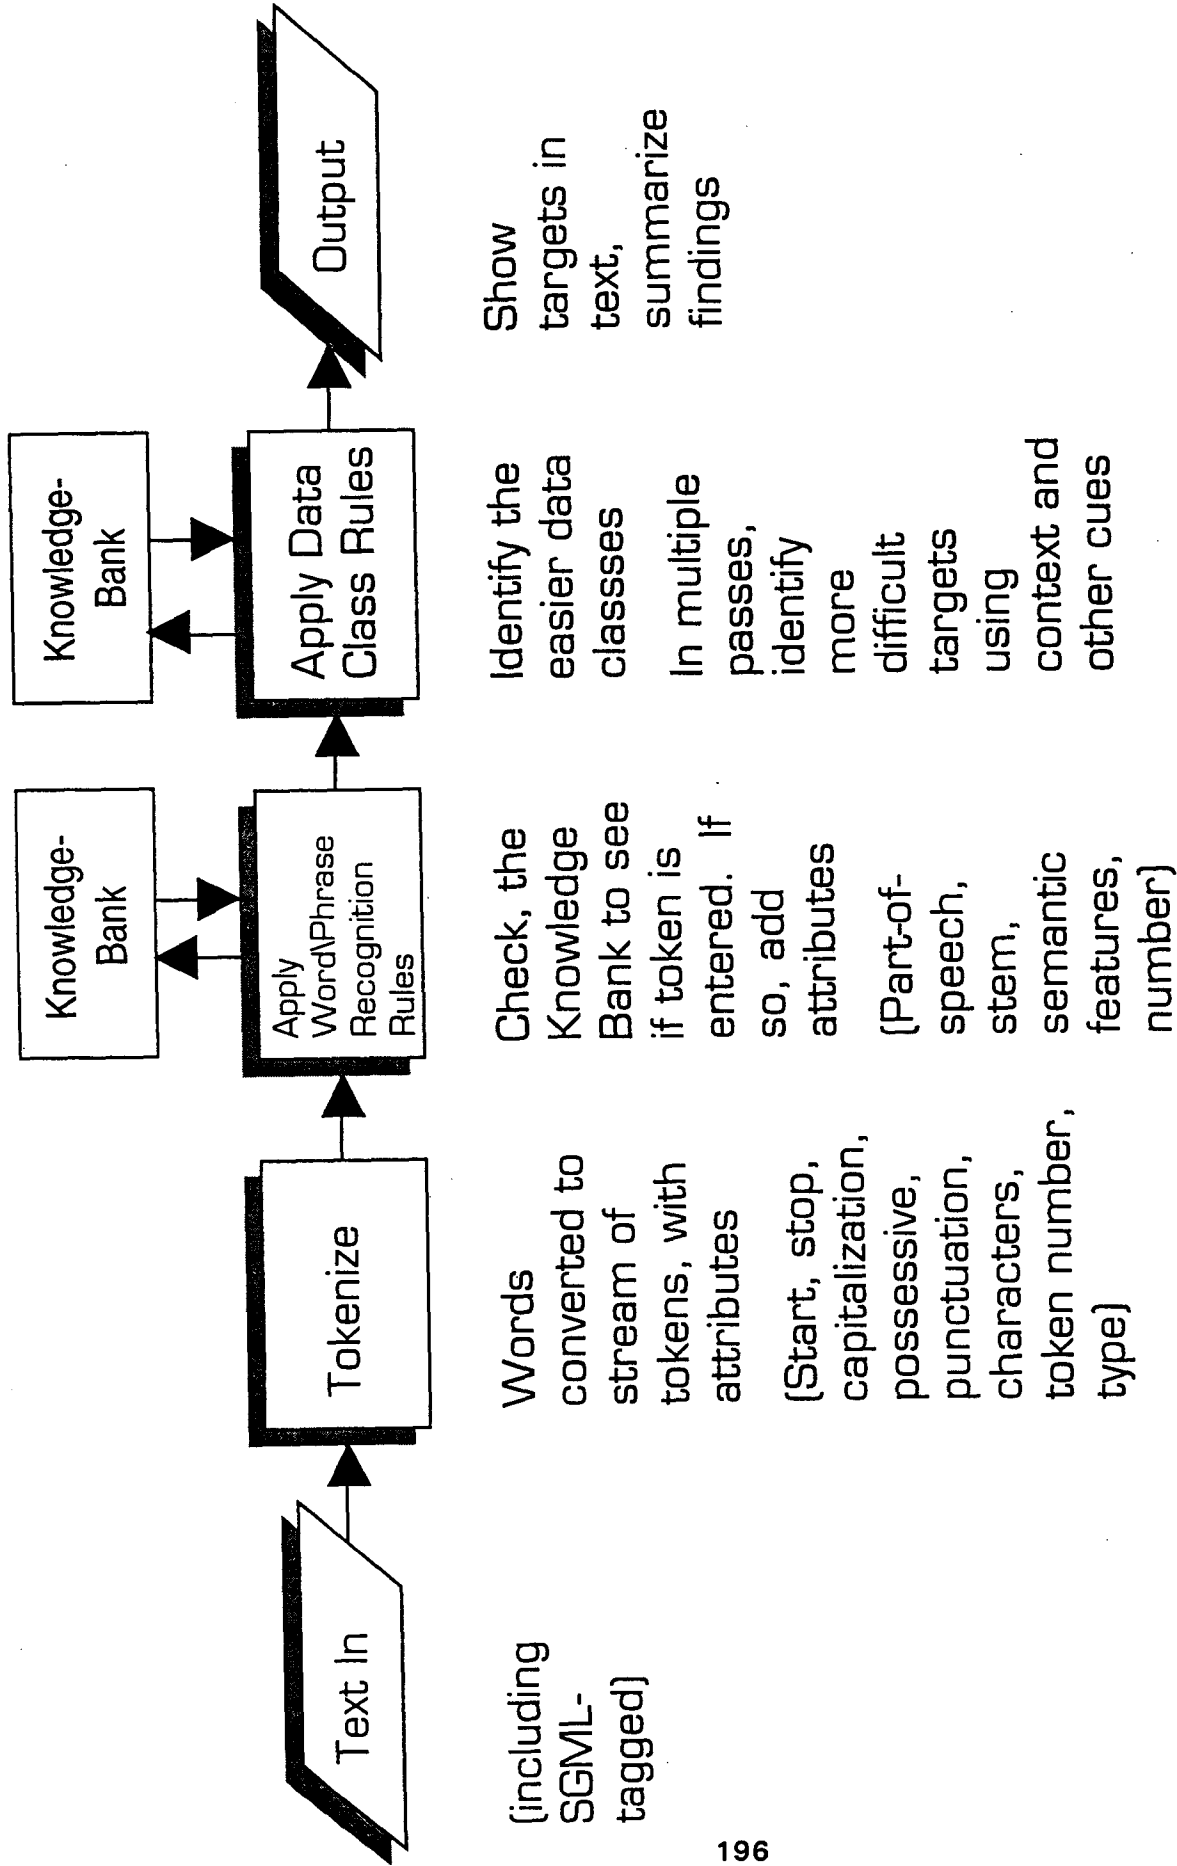 Knowledge-
Bank
Knowledge-
Bank
Text In
Tokenize
Apply
Word\Phrase
Recognition
Rules
Apply Data
Class Rules
Output
(including
SGML-
tagged)
Words
converted to
stream of
tokens, with
attributes
(Start, stop,
capitalization,
possessive,
punctuation,
characters,
token number,
type)
Check, the
Knowledge
Bank to see
if token is
entered. If
so, add
attributes
(Part-of-
speech,
stem,
semantic
features,
number)
Identify the
easier data
classses
In multiple
passes,
identify
more
difficult
targets
using
context and
other cues
Show
targets in
text,
summarize
findings
196